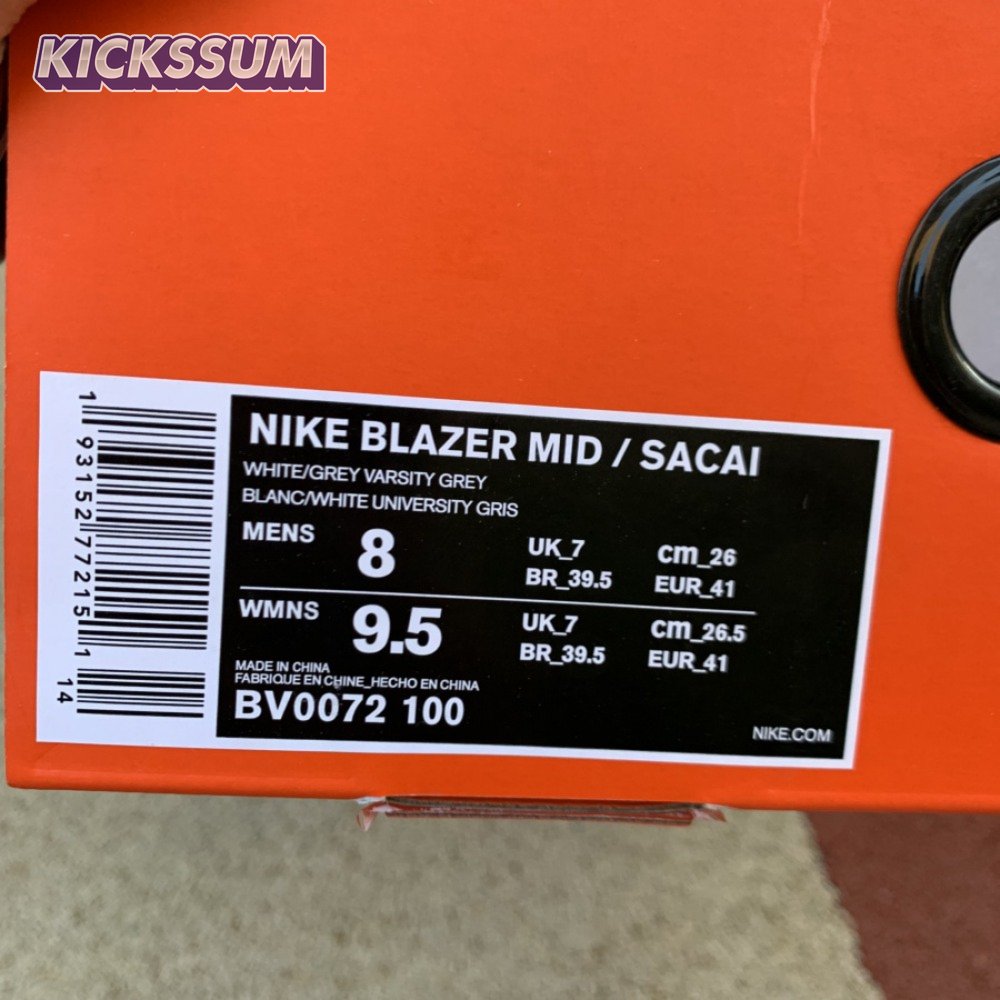 KICKSSUM
NIKE BLAZER MID / SACAI
WHITE/GREY VARSITY GREY
BLANC/WHITE UNIVERSITY GRIS
MENS 8 UK_7 cm_26
BR_39.5 EUR_41
WMNS 9.5 UK_7 cm_26.5
BR_39.5 EUR_41
MADE IN CHINA
FABRIQUE EN CHINE_HECHO EN CHINA
BV0072 100
NIKE.COM
1 93152 77215 1
14